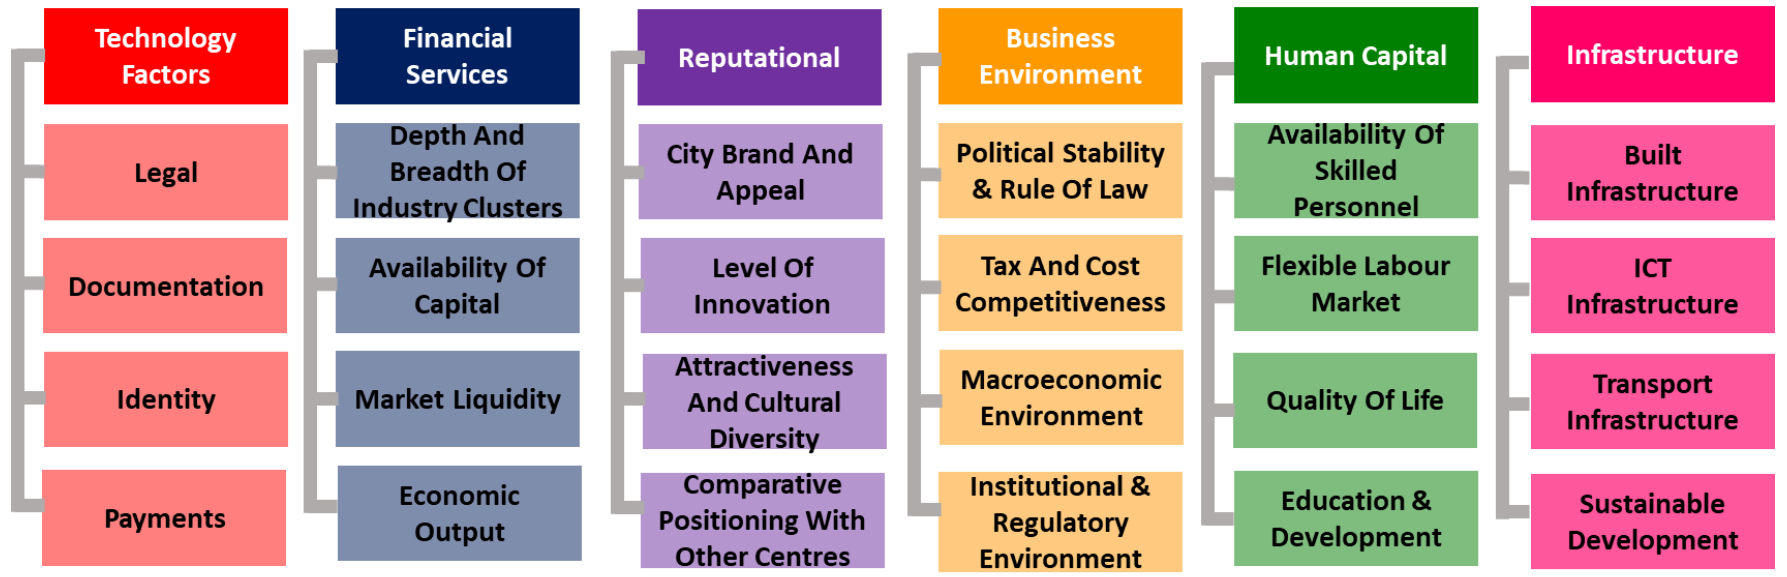 Technology
Factors
Legal
Documentation
Identity
Payments
Financial
Services
Depth And
Breadth Of
Industry Clusters
Availability Of
Capital
Market Liquidity
Economic
Output
Reputational
City Brand And
Appeal
Level Of
Innovation
Attractiveness
And Cultural
Diversity
Comparative
Positioning With
Other Centres
Business
Environment
Political Stability
& Rule Of Law
Tax And Cost
Competitiveness
Macroeconomic
Environment
Institutional &
Regulatory
Environment
Human Capital
Availability Of
Skilled
Personnel
Flexible Labour
Market
Quality Of Life
Education &
Development
Infrastructure
Built
Infrastructure
ICT
Infrastructure
Transport
Infrastructure
Sustainable
Development